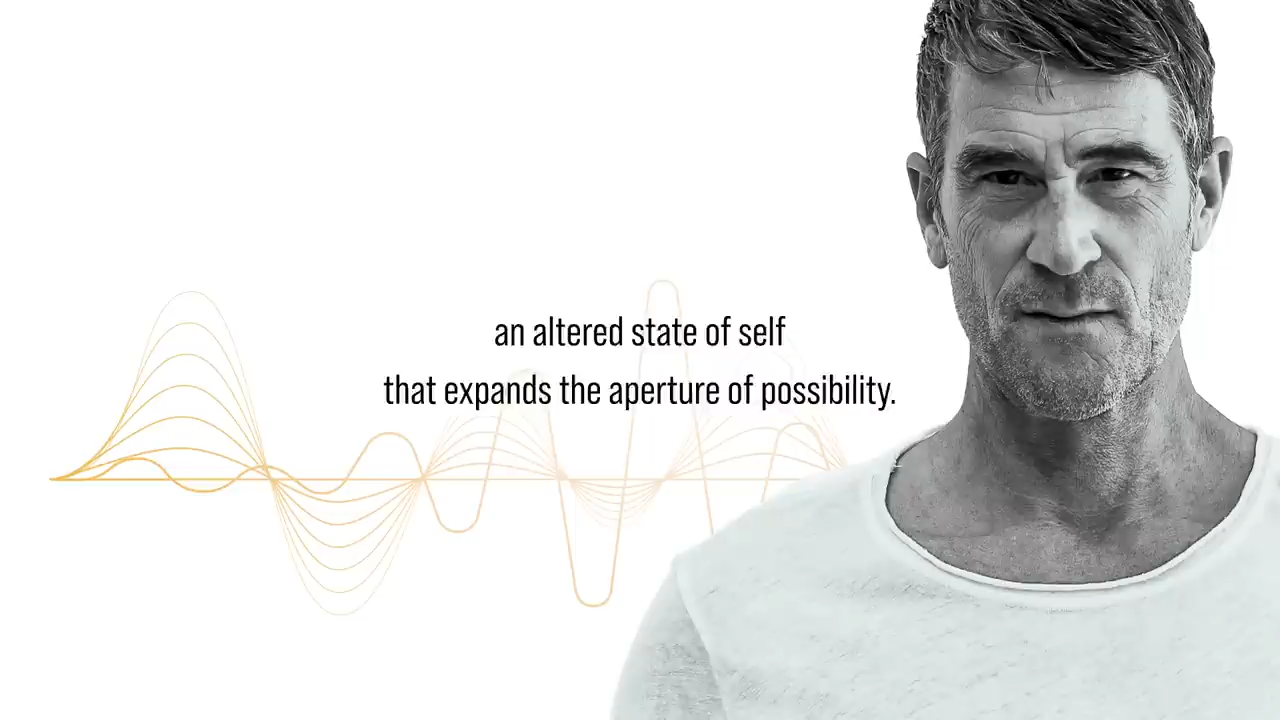 an altered state of self
that expands the aperture of possibility.